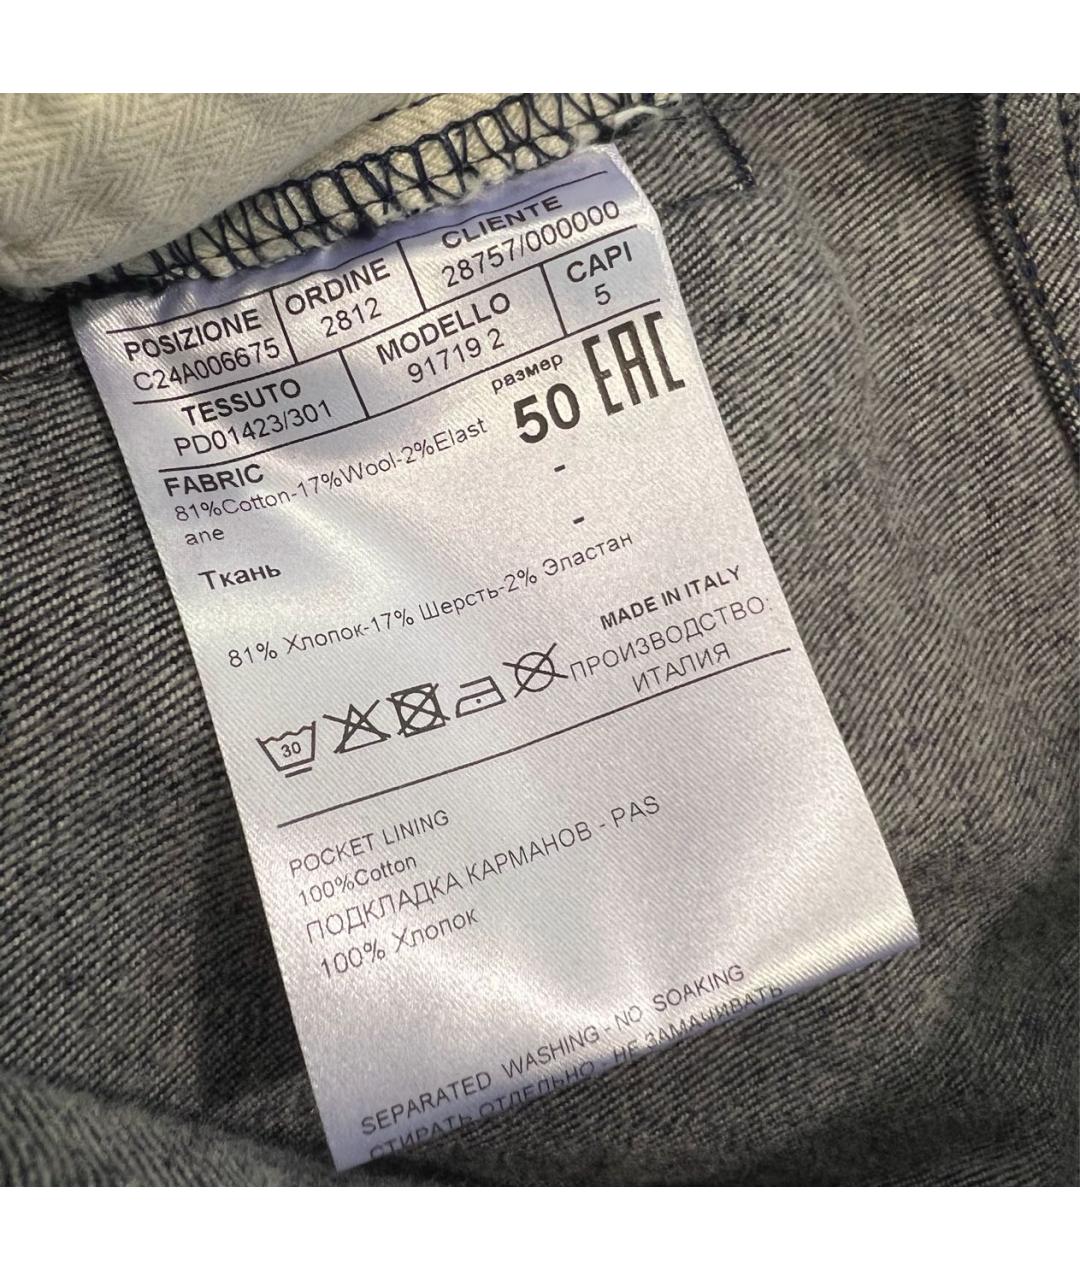 POSIZIONE ORDINE CLIENTE
C24A006675 2812 28757/000000
TESSUTO MODELLO CAPI
PD01423/301 91719 2 5
FABRIC размер EAC
81%Cotton-17%Wool-2%Elast 50
ane -
-
Ткань
81% Хлопок-17% Шерсть-2% Эластан
MADE IN ITALY
30 ПРОИЗВОДСТВО:
ИТАЛИЯ
POCKET LINING
100%Cotton
ПОДКЛАДКА КАРМАНОВ - PAS
100% Хлопок
SEPARATED WASHING - NO SOAKING
СТИРАТЬ ОТДЕЛЬНО - НЕ ЗАМАЧИВАТЬ